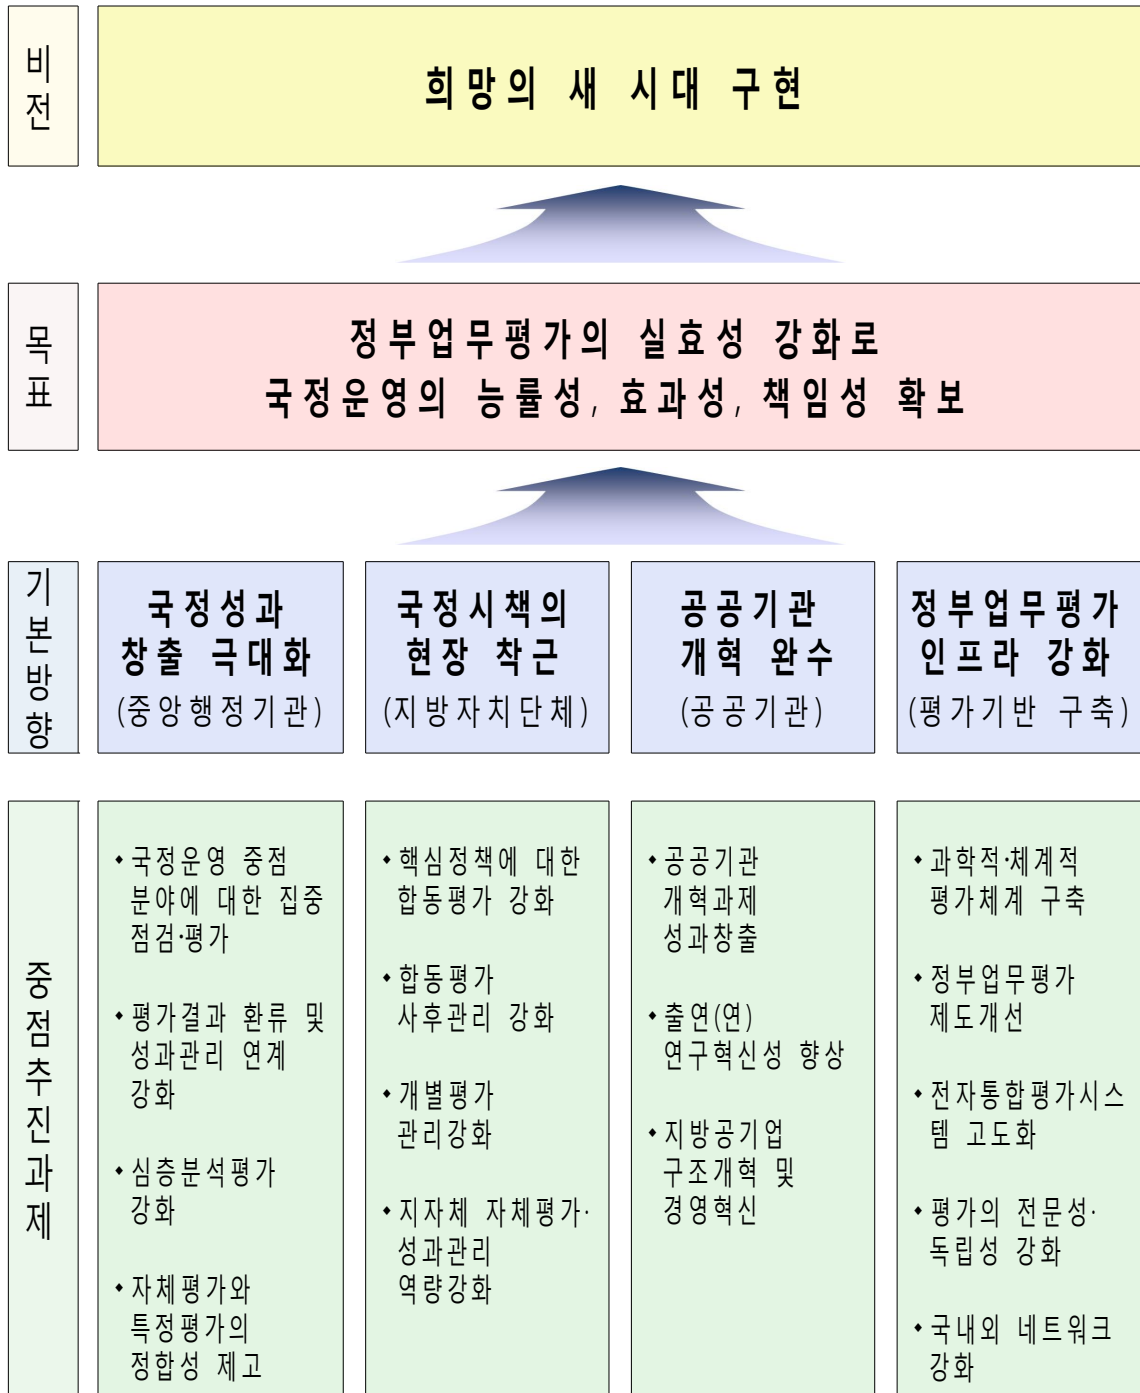 비전
희망의 새 시대 구현
목표
정부업무평가의 실효성 강화로
국정운영의 능률성, 효과성, 책임성 확보
기본방향
국정성과
창출 극대화
(중앙행정기관)
국정시책의
현장 착근
(지방자치단체)
공공기관
개혁 완수
(공공기관)
정부업무평가
인프라 강화
(평가기반 구축)
중점추진과제
• 국정운영 중점
분야에 대한 집중
점검·평가
• 평가결과 환류 및
성과관리 연계
강화
• 심층분석평가
강화
• 자체평가와
특정평가의
정합성 제고
• 핵심정책에 대한
합동평가 강화
• 합동평가
사후관리 강화
• 개별평가
관리강화
• 지자체 자체평가·
성과관리
역량강화
• 공공기관
개혁과제
성과창출
• 출연(연)
연구혁신성 향상
• 지방공기업
구조개혁 및
경영혁신
• 과학적·체계적
평가체계 구축
• 정부업무평가
제도개선
• 전자통합평가시스
템 고도화
• 평가의 전문성·
독립성 강화
• 국내외 네트워크
강화